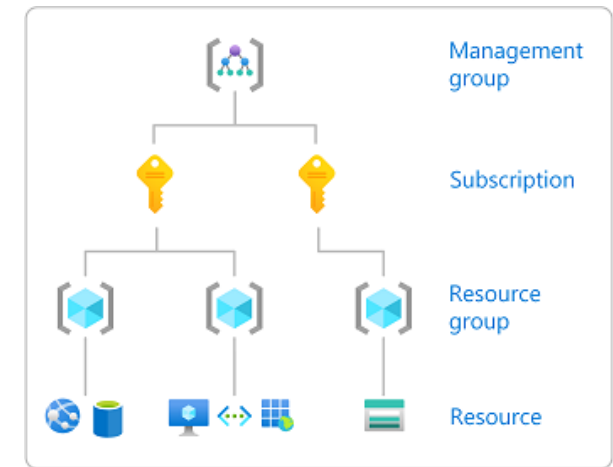 Management
group
Subscription
Resource
group
Resource